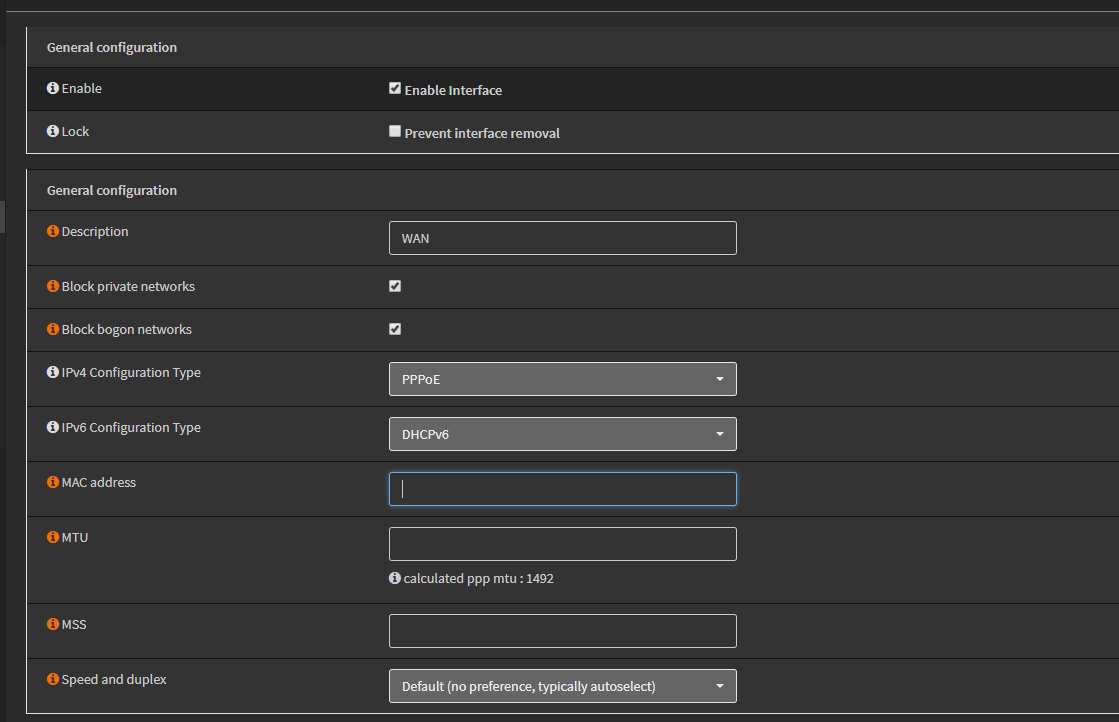 General configuration
Enable
Enable Interface
Lock
Prevent interface removal
General configuration
Description
WAN
Block private networks
Block bogon networks
IPv4 Configuration Type
PPPoE
IPv6 Configuration Type
DHCPv6
MAC address
MTU
calculated ppp mtu : 1492
MSS
Speed and duplex
Default (no preference, typically autoselect)